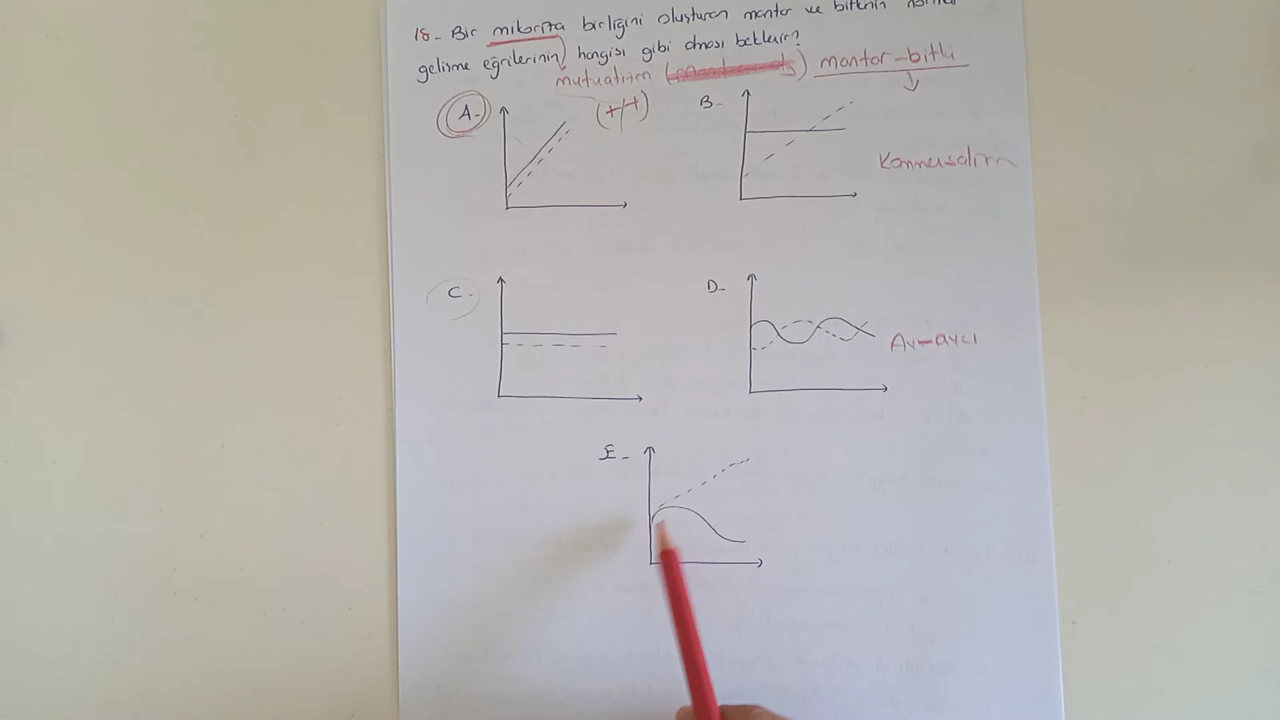 18- Bir mikoriza birliğini oluşturan mantar ve bitkinin
gelişme eğrilerinin hangisi gibi olması beklenir?
mutualizm ( ) mantar-bitki
A- (+/+)
B-
Kommensalizm
C-
D-
Av-avcı
E-